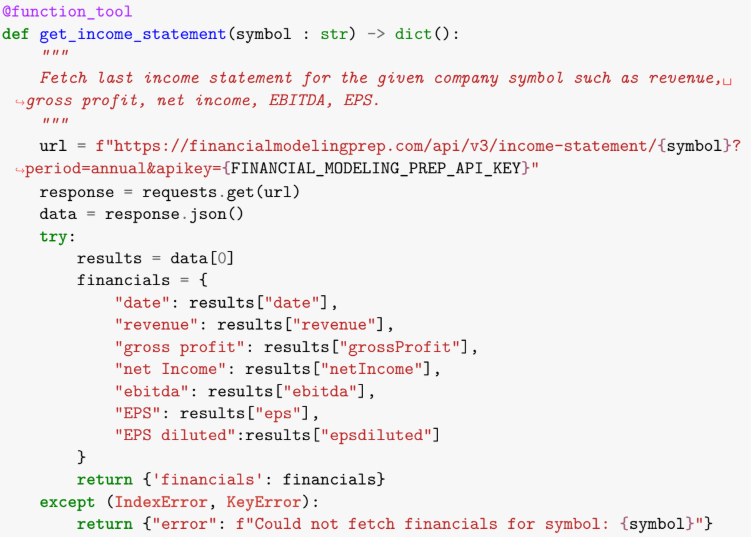 @function_tool
def get_income_statement(symbol : str) -> dict():
    """
    Fetch last income statement for the given company symbol such as revenue,␣
 ↪gross profit, net income, EBITDA, EPS.
    """
    url = f"https://financialmodelingprep.com/api/v3/income-statement/{symbol}?
 ↪period=annual&apikey={FINANCIAL_MODELING_PREP_API_KEY}"
    response = requests.get(url)
    data = response.json()
    try:
        results = data[0]
        financials = {
            "date": results["date"],
            "revenue": results["revenue"],
            "gross profit": results["grossProfit"],
            "net Income": results["netIncome"],
            "ebitda": results["ebitda"],
            "EPS": results["eps"],
            "EPS diluted":results["epsdiluted"]
        }
        return {'financials': financials}
    except (IndexError, KeyError):
        return {"error": f"Could not fetch financials for symbol: {symbol}"}